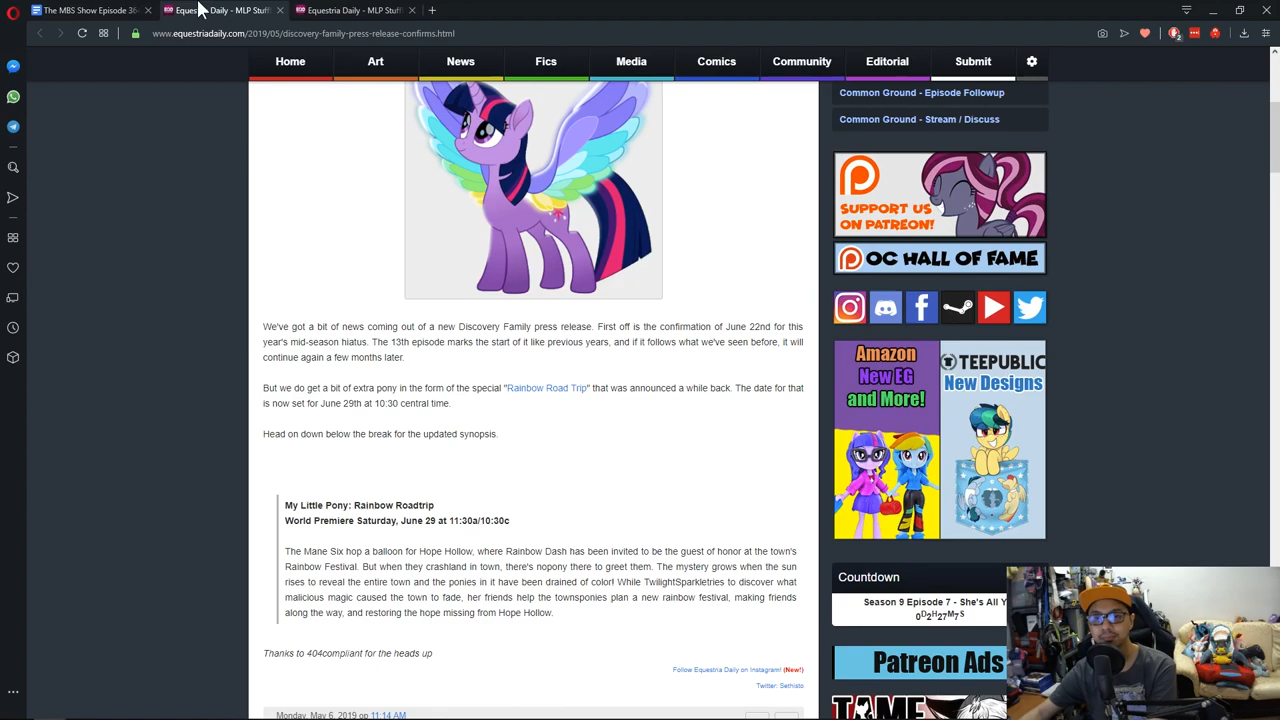 The MBS Show Episode 36
Equestria Daily - MLP Stuff!
Equestria Daily - MLP Stuff!
www.equestriadaily.com/2019/05/discovery-family-press-release-confirms.html
2
Home
Art
News
Fics
Media
Comics
Community
Editorial
Submit
We've got a bit of news coming out of a new Discovery Family press release. First off is the confirmation of June 22nd for this
year's mid-season hiatus. The 13th episode marks the start of it like previous years, and if it follows what we've seen before, it will
continue again a few months later.
But we do get a bit of extra pony in the form of the special "Rainbow Road Trip" that was announced a while back. The date for that
is now set for June 29th at 10:30 central time.
Head on down below the break for the updated synopsis.
My Little Pony: Rainbow Roadtrip
World Premiere Saturday, June 29 at 11:30a/10:30c
The Mane Six hop a balloon for Hope Hollow, where Rainbow Dash has been invited to be the guest of honor at the town's
Rainbow Festival. But when they crashland in town, there's nopony there to greet them. The mystery grows when the sun
rises to reveal the entire town and the ponies in it have been drained of color! While TwilightSparkletries to discover what
malicious magic caused the town to fade, her friends help the townsponies plan a new rainbow festival, making friends
along the way, and restoring the hope missing from Hope Hollow.
Thanks to 404compliant for the heads up
Follow Equestria Daily on Instagram! (New!)
Twitter: Sethisto
Monday, May 6, 2019 op 11:14 AM
Common Ground - Episode Followup
Common Ground - Stream / Discuss
SUPPORT US
ON PATREON!
OC HALL OF FAME
Amazon
New EG
and More!
TEEPUBLIC
New Designs
Countdown
Season 9 Episode 7 - She's All Y
0D2H27M7S
Patreon Ads
TAME